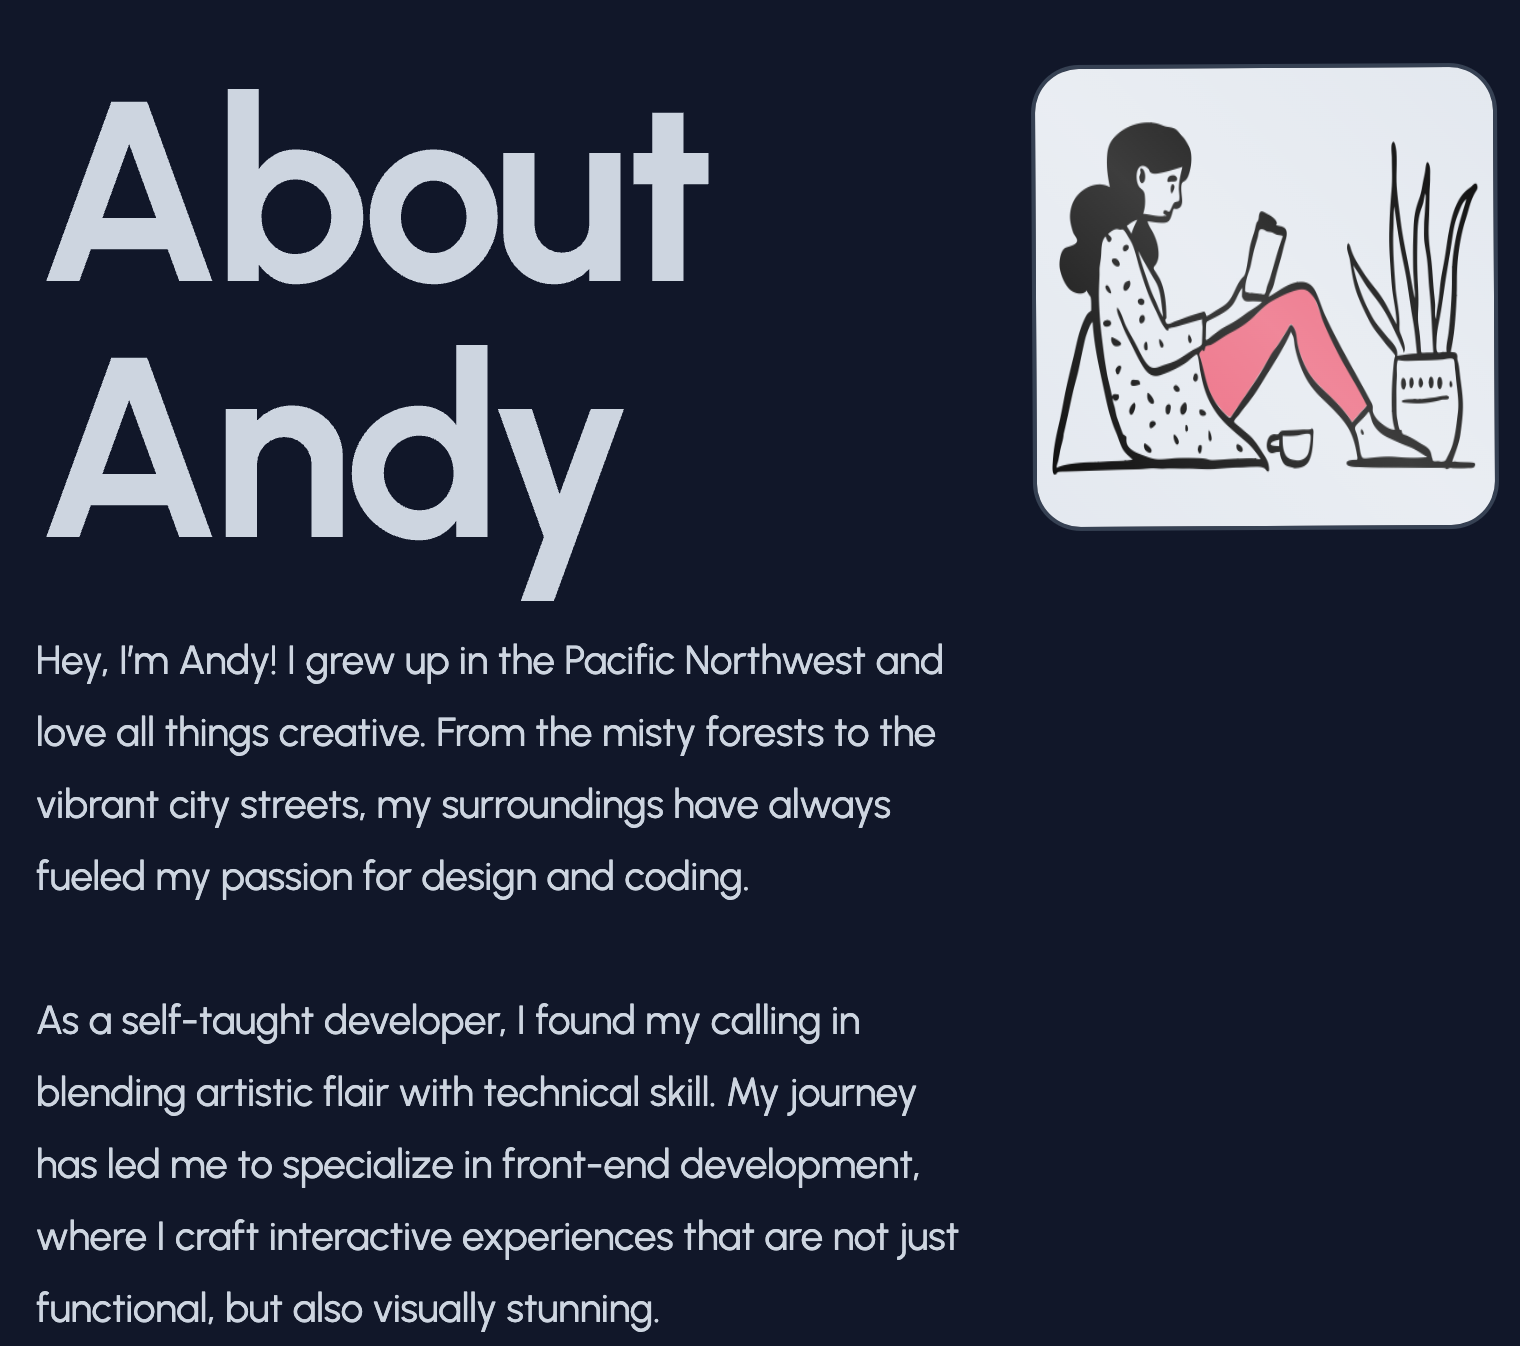 About
Andy
Hey, I'm Andy! I grew up in the Pacific Northwest and
love all things creative. From the misty forests to the
vibrant city streets, my surroundings have always
fueled my passion for design and coding.
As a self-taught developer, I found my calling in
blending artistic flair with technical skill. My journey
has led me to specialize in front-end development,
where I craft interactive experiences that are not just
functional, but also visually stunning.